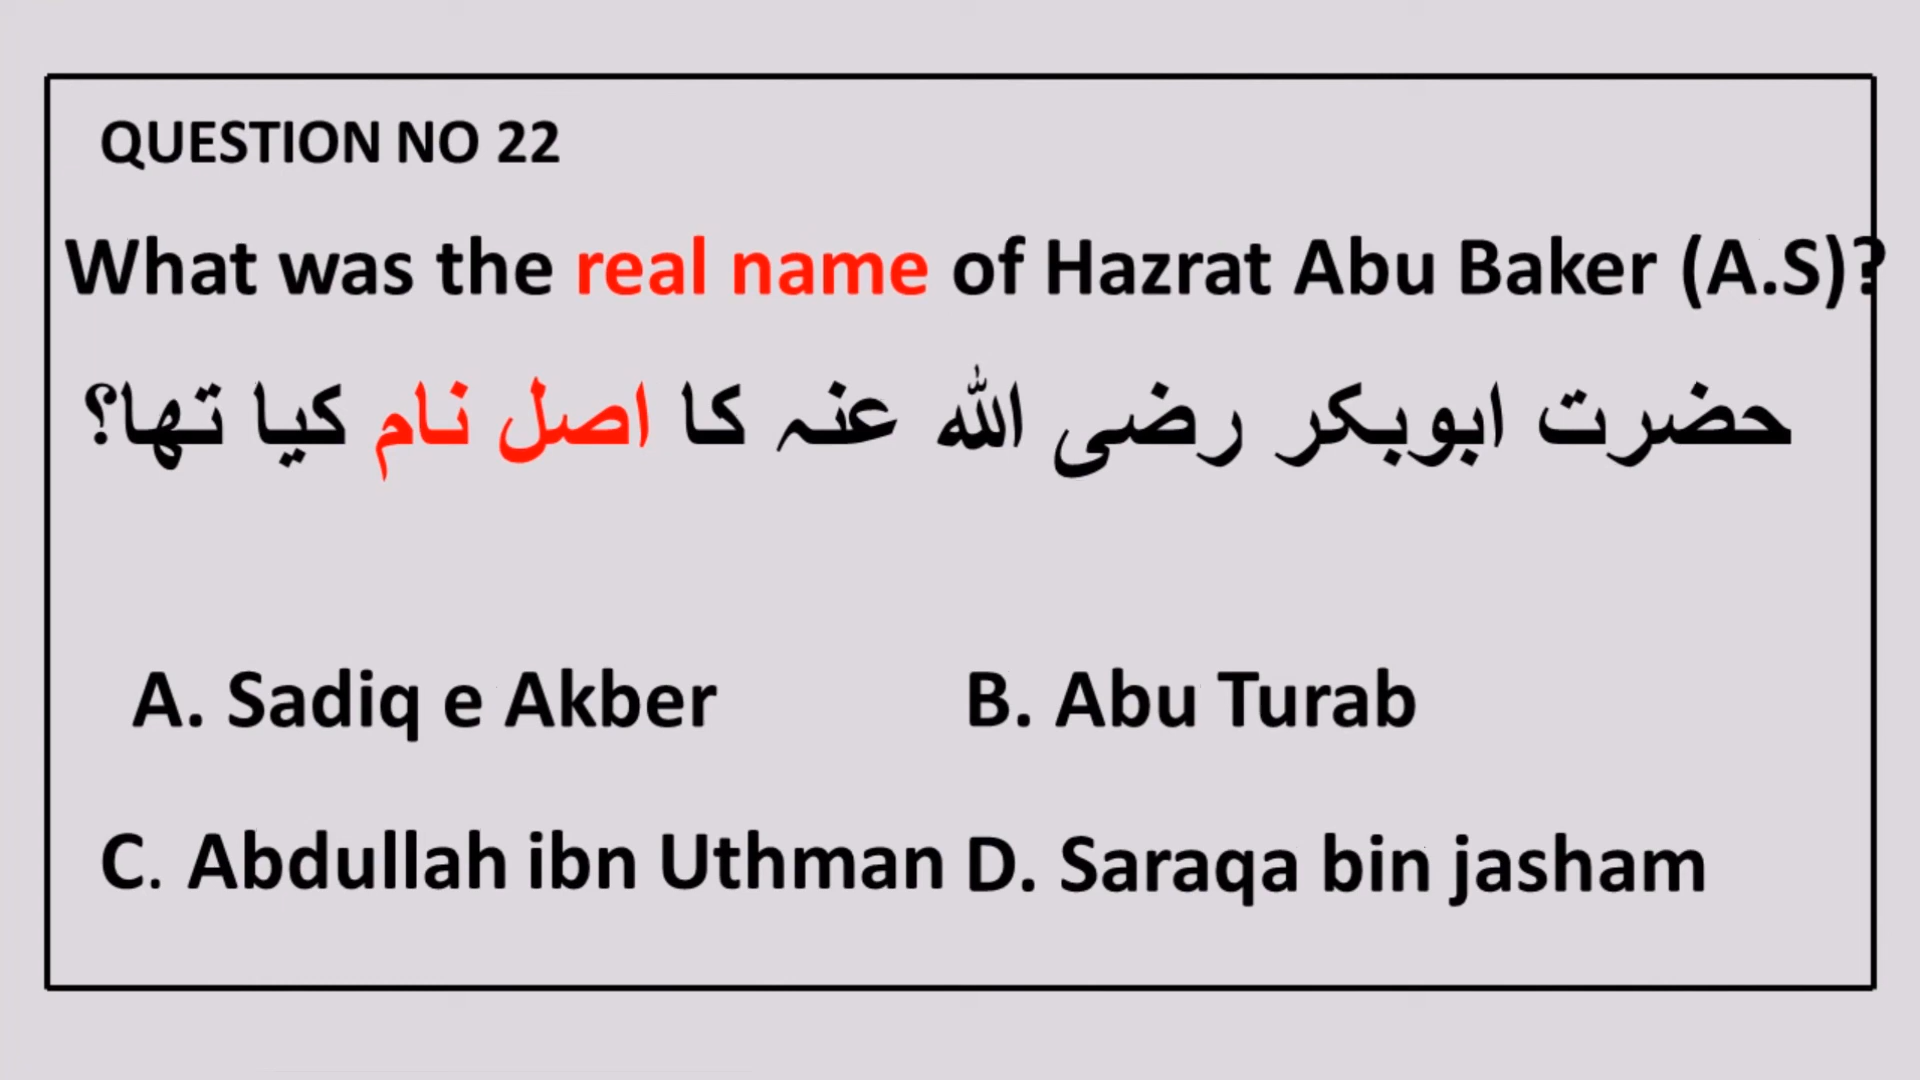 QUESTION NO 22
What was the real name of Hazrat Abu Baker (A.S)?
حضرت ابوبکر رضی اللہ عنہ کا اصل نام کیا تھا؟
A. Sadiq e Akber B. Abu Turab
C. Abdullah ibn Uthman D. Saraqa bin jasham